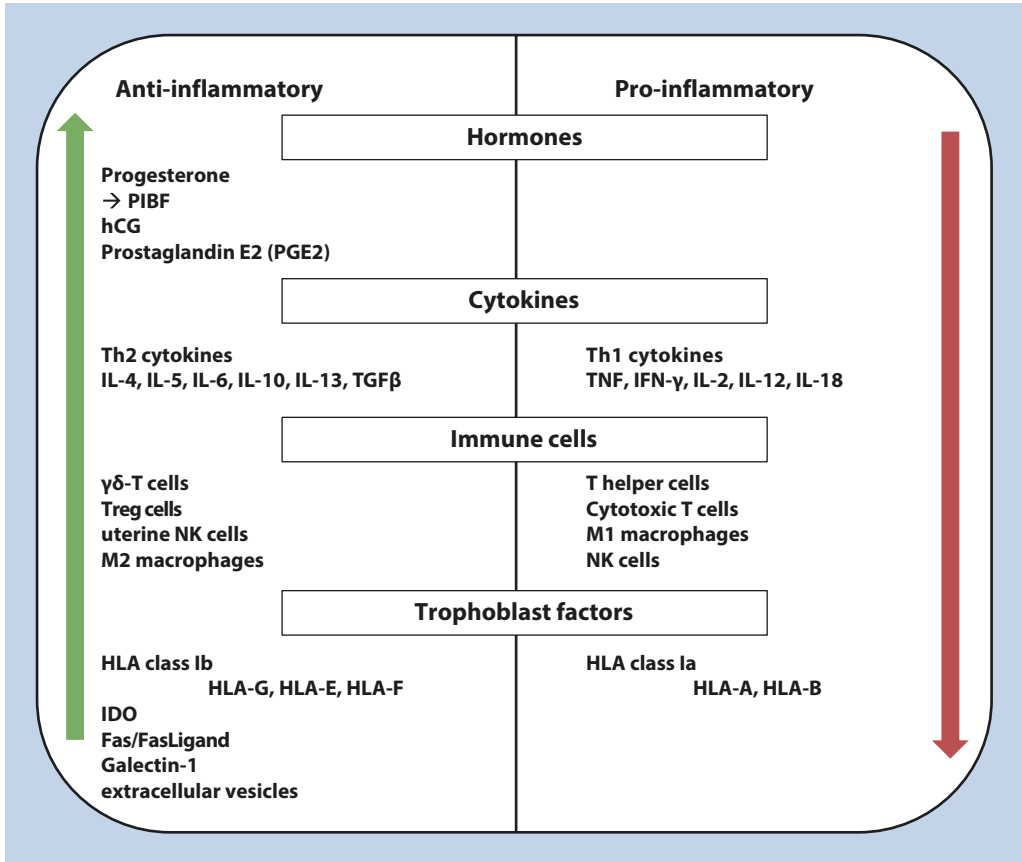 Anti-inflammatory
Pro-inflammatory
Hormones
Progesterone
→ PIBF
hCG
Prostaglandin E2 (PGE2)
Cytokines
Th2 cytokines
IL-4, IL-5, IL-6, IL-10, IL-13, TGFβ
Th1 cytokines
TNF, IFN-γ, IL-2, IL-12, IL-18
Immune cells
γδ-T cells
Treg cells
uterine NK cells
M2 macrophages
T helper cells
Cytotoxic T cells
M1 macrophages
NK cells
Trophoblast factors
HLA class Ib
HLA-G, HLA-E, HLA-F
IDO
Fas/FasLigand
Galectin-1
extracellular vesicles
HLA class Ia
HLA-A, HLA-B